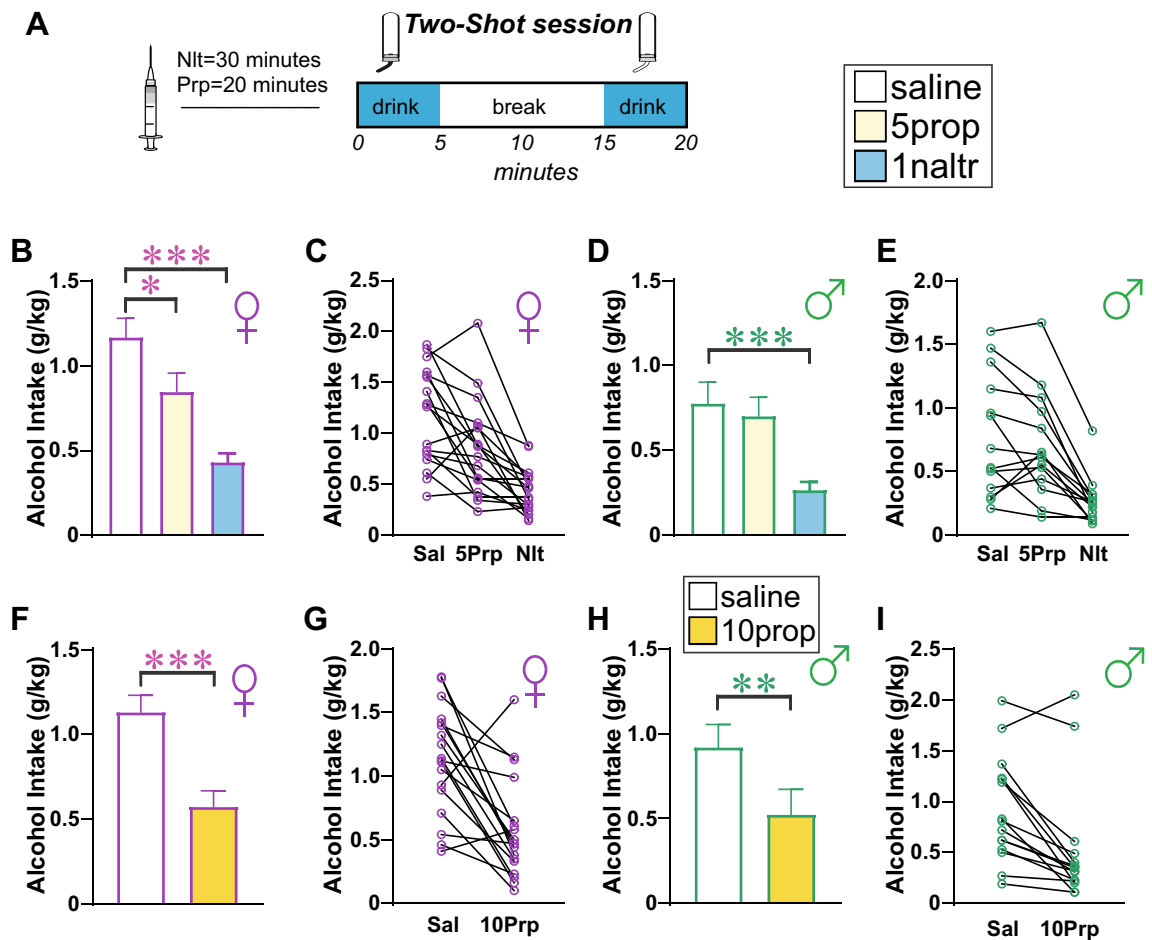 A
Two-Shot session
Nlt=30 minutes
Prp=20 minutes
drink break drink
0 5 10 15 20
minutes
saline
5prop
1naltr
B
***
*
♀
Alcohol Intake (g/kg)
1.5
1.0
0.5
0
C
♀
Alcohol Intake (g/kg)
2.5
2.0
1.5
1.0
0.5
0
Sal 5Prp Nlt
D
***
♂
Alcohol Intake (g/kg)
1.5
1.0
0.5
0
E
♂
Alcohol Intake (g/kg)
2.0
1.5
1.0
0.5
0
Sal 5Prp Nlt
F
***
♀
Alcohol Intake (g/kg)
1.5
1.0
0.5
0
G
♀
Alcohol Intake (g/kg)
2.0
1.5
1.0
0.5
0
Sal 10Prp
saline
10prop
H
**
♂
Alcohol Intake (g/kg)
1.5
1.0
0.5
0
I
♂
Alcohol Intake (g/kg)
2.5
2.0
1.5
1.0
0.5
0
Sal 10Prp